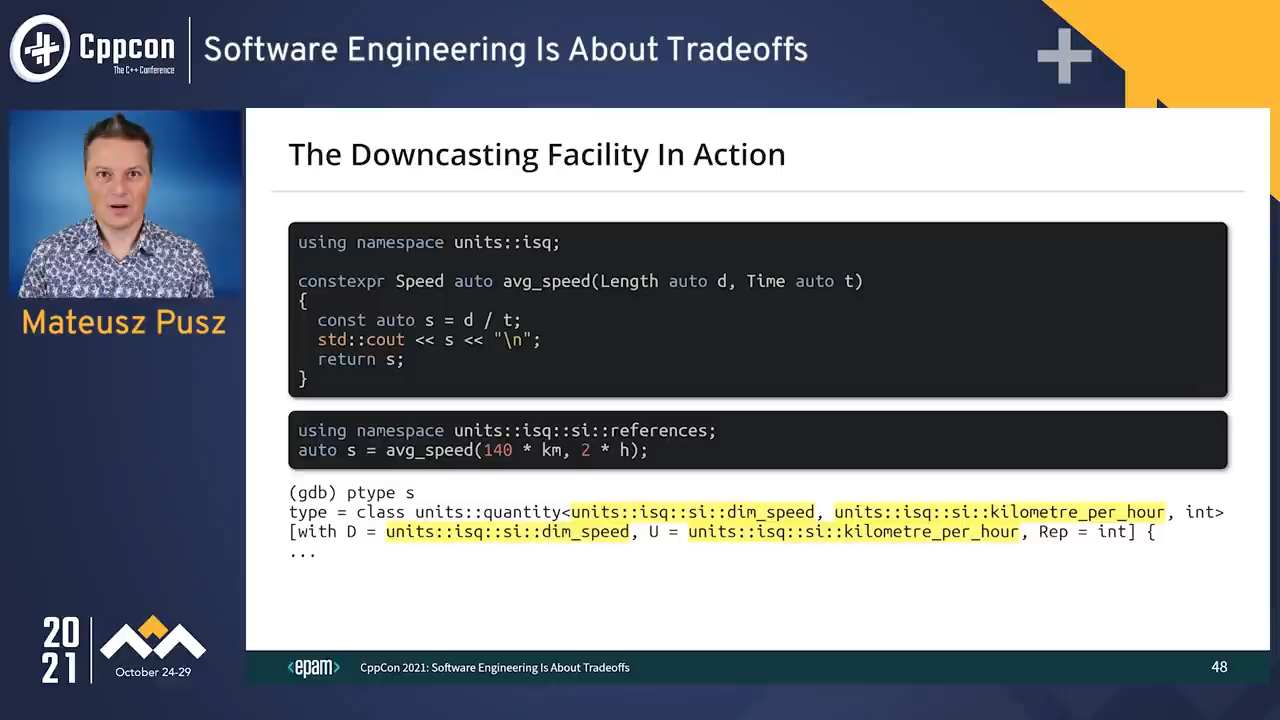 Cppcon
The C++ Conference
Software Engineering Is About Tradeoffs
Mateusz Pusz
The Downcasting Facility In Action
using namespace units::isq;
constexpr Speed auto avg_speed(Length auto d, Time auto t)
{
const auto s = d / t;
std::cout << s << "\n";
return s;
}
using namespace units::isq::si::references;
auto s = avg_speed(140 * km, 2 * h);
(gdb) ptype s
type = class units::quantity<units::isq::si::dim_speed, units::isq::si::kilometre_per_hour, int>
[with D = units::isq::si::dim_speed, U = units::isq::si::kilometre_per_hour, Rep = int] {
...
20
21
October 24-29
<epam>
CppCon 2021: Software Engineering Is About Tradeoffs
48